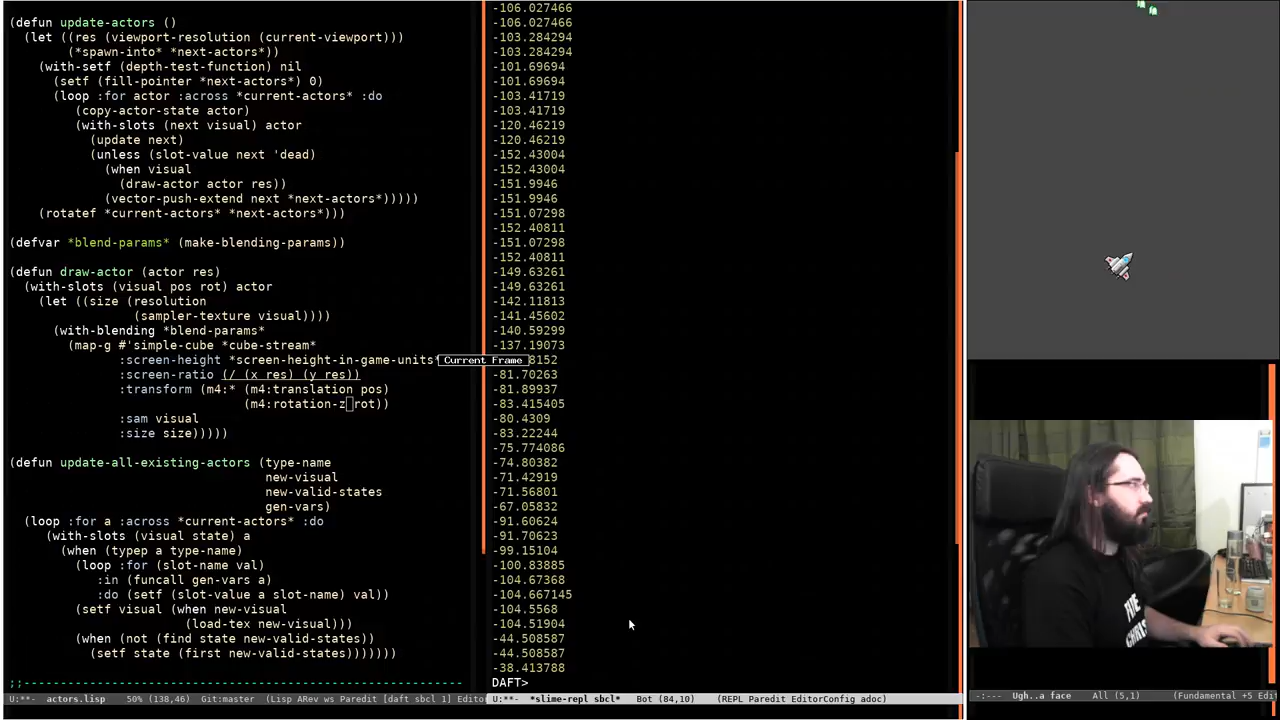 (defun update-actors ()
(let ((res (viewport-resolution (current-viewport)))
(*spawn-into* *next-actors*))
(with-setf (depth-test-function) nil
(setf (fill-pointer *next-actors*) 0)
(loop :for actor :across *current-actors* :do
(copy-actor-state actor)
(with-slots (next visual) actor
(update next)
(unless (slot-value next 'dead)
(when visual
(draw-actor actor res))
(vector-push-extend next *next-actors*)))))
(rotatef *current-actors* *next-actors*)))
(defvar *blend-params* (make-blending-params))
(defun draw-actor (actor res)
(with-slots (visual pos rot) actor
(let ((size (resolution
(sampler-texture visual))))
(with-blending *blend-params*
(map-g #'simple-cube *cube-stream*
:screen-height *screen-height-in-game-units*
:screen-ratio (/ (x res) (y res))
:transform (m4:* (m4:translation pos)
(m4:rotation-z rot))
:sam visual
:size size)))))
(defun update-all-existing-actors (type-name
new-visual
new-valid-states
gen-vars)
(loop :for a :across *current-actors* :do
(with-slots (visual state) a
(when (typep a type-name)
(loop :for (slot-name val)
:in (funcall gen-vars a)
:do (setf (slot-value a slot-name) val))
(setf visual (when new-visual
(load-tex new-visual)))
(when (not (find state new-valid-states))
(setf state (first new-valid-states)))))))
;;------------------------------------------------------------
U:**- actors.lisp 50% (138,46) Git:master (Lisp ARev ws Paredit [daft sbcl 1] Editor
-106.027466
-106.027466
-103.284294
-103.284294
-101.69694
-101.69694
-103.41719
-103.41719
-120.46219
-120.46219
-152.43004
-152.43004
-151.9946
-151.9946
-151.07298
-152.40811
-151.07298
-152.40811
-149.63261
-149.63261
-142.11813
-141.45602
-140.59299
-137.19073
Current Frame
8152
-81.70263
-81.89937
-83.415405
-80.4309
-83.22244
-75.774086
-74.80382
-71.42919
-71.56801
-67.05832
-91.60624
-91.70623
-99.15104
-100.83885
-104.67368
-104.667145
-104.5568
-104.51904
-44.508587
-44.508587
-38.413788
DAFT>
U:**- *slime-repl sbcl* Bot (84,10) (REPL Paredit EditorConfig adoc)
-:--- Ugh..a face All (5,1) (Fundamental +5 Edi